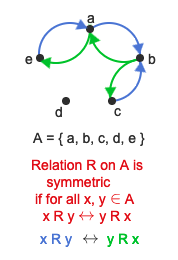 a
e
b
d
c
A = { a, b, c, d, e }
Relation R on A is
symmetric
if for all x, y ∈ A
x R y ↔ y R x
x R y ↔ y R x